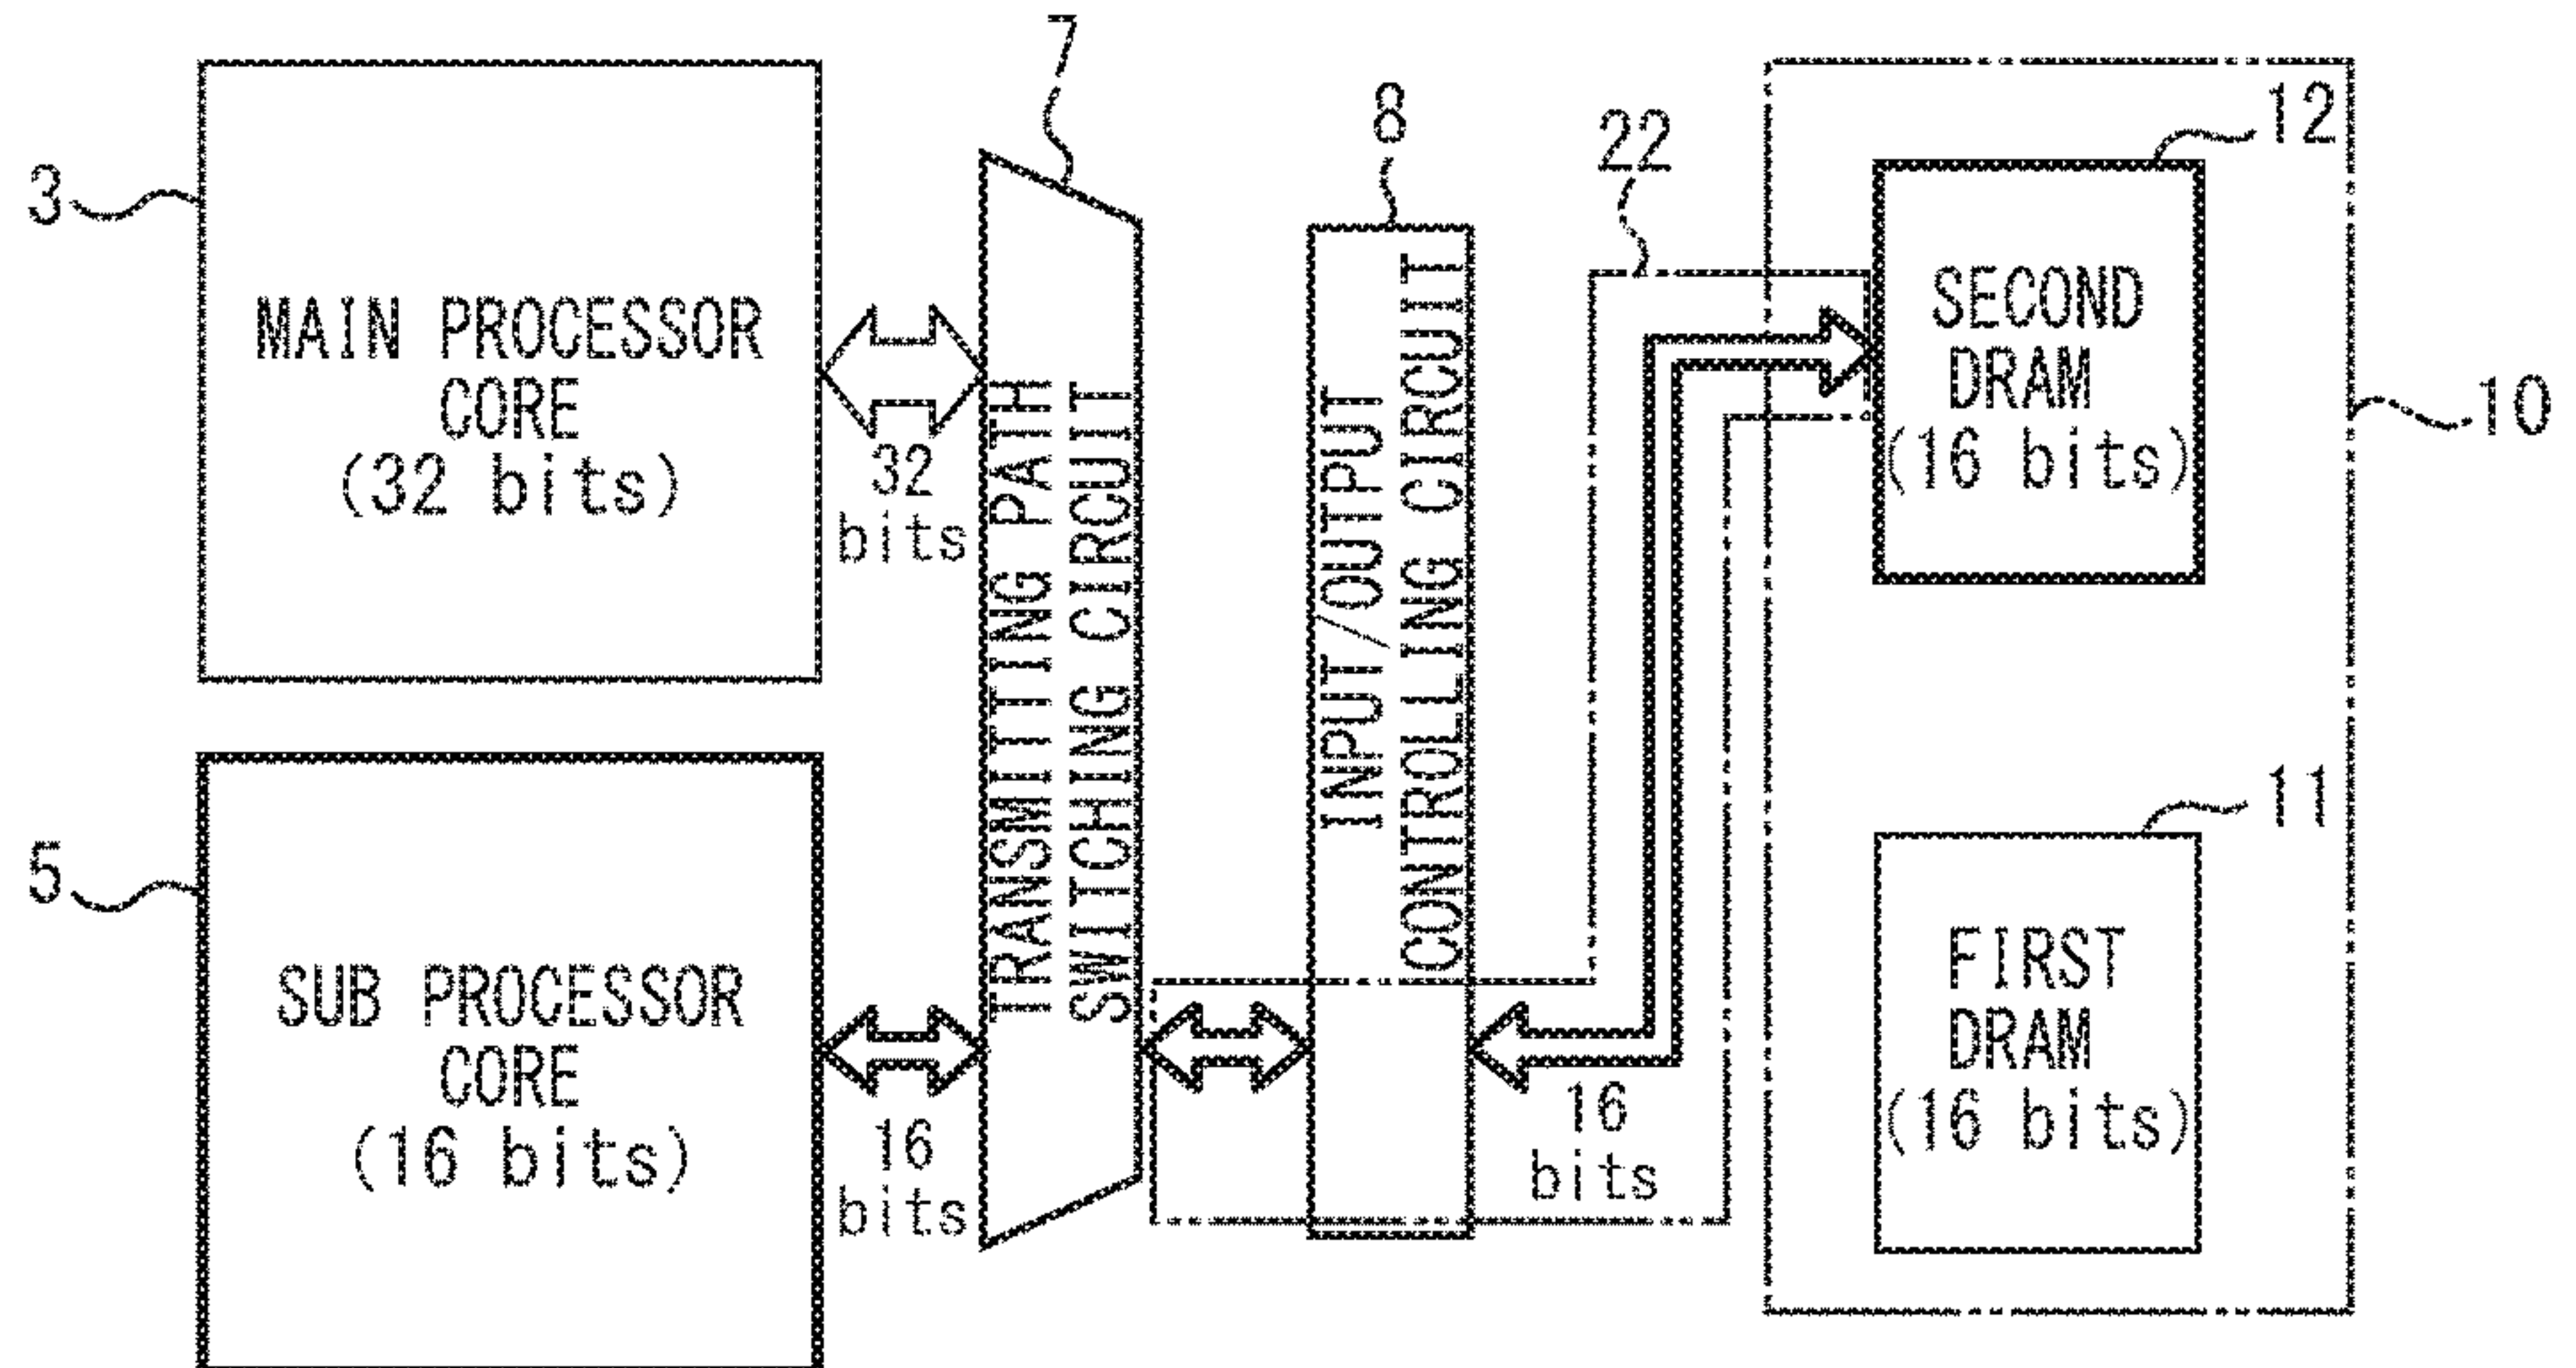 7
8
22
12
3
MAIN PROCESSOR
CORE
(32 bits)
32
bits
TRANSMITTING PATH
SWITCHING CIRCUIT
INPUT/OUTPUT
CONTROLLING CIRCUIT
SECOND
DRAM
(16 bits)
10
5
SUB PROCESSOR
CORE
(16 bits)
16
bits
16
bits
11
FIRST
DRAM
(16 bits)